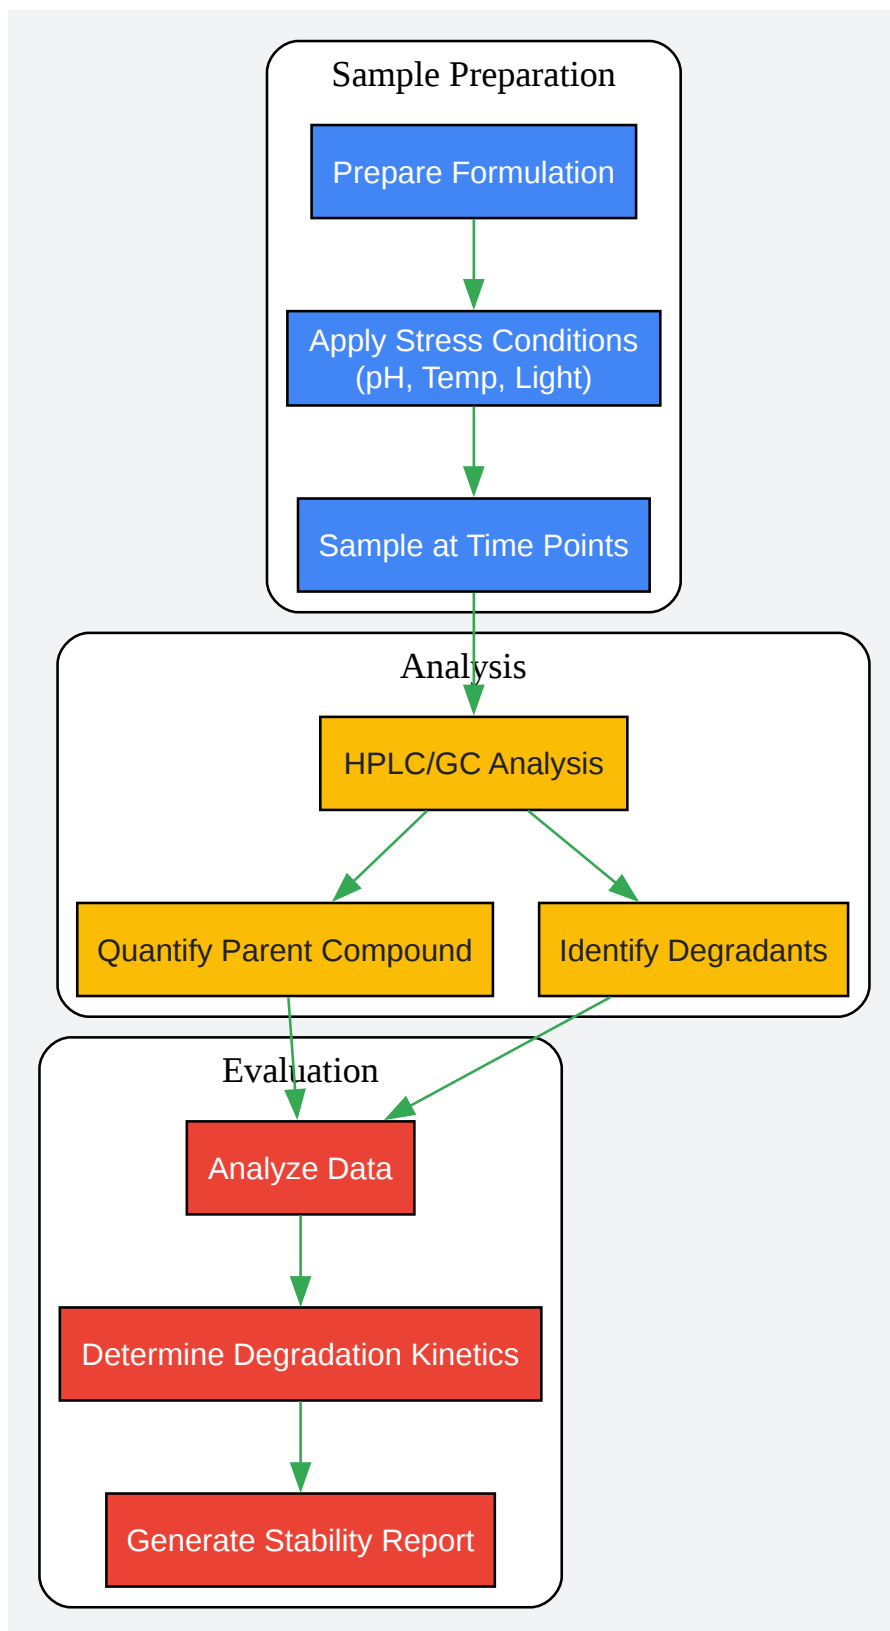 Sample Preparation
Prepare Formulation
Apply Stress Conditions
(pH, Temp, Light)
Sample at Time Points
Analysis
HPLC/GC Analysis
Quantify Parent Compound
Identify Degradants
Evaluation
Analyze Data
Determine Degradation Kinetics
Generate Stability Report